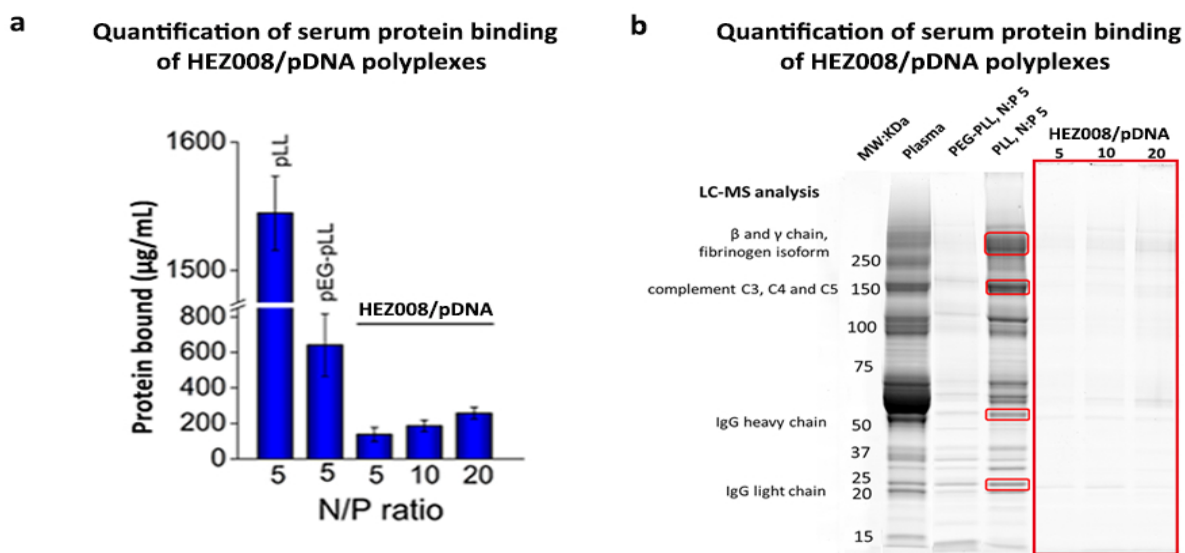 a
Quantification of serum protein binding
of HEZ008/pDNA polyplexes
Protein bound (µg/mL)
1600
1500
800
600
400
200
0
pLL
pEG-pLL
HEZ008/pDNA
5 5 5 10 20
N/P ratio
b
Quantification of serum protein binding
of HEZ008/pDNA polyplexes
MW:KDa
Plasma
PEG-PLL, N:P 5
PLL, N:P 5
HEZ008/pDNA
5 10 20
LC-MS analysis
β and γ chain,
fibrinogen isoform
250
complement C3, C4 and C5
150
100
75
IgG heavy chain
50
37
25
20
IgG light chain
15